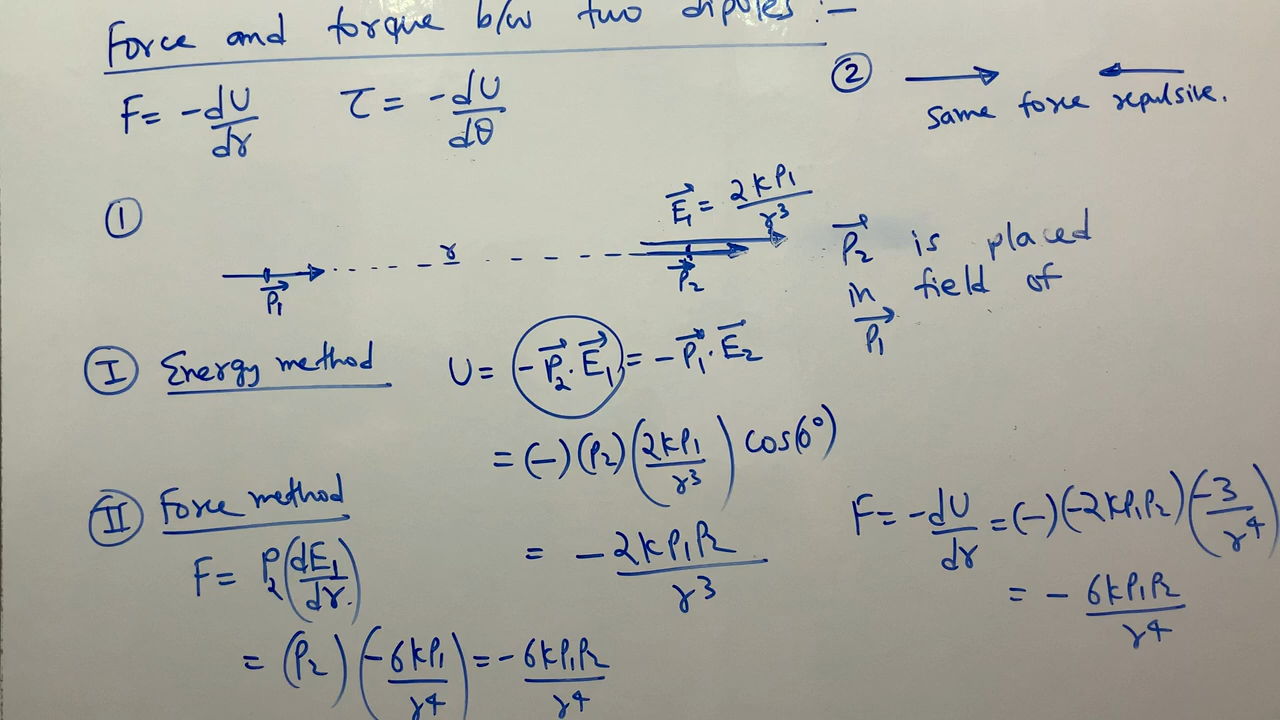 Force and torque b/w two dipoles :-
F = -dU/dr τ = -dU/dθ
② same force repulsive.
①
P₁ r P₂
E₁ = 2kP₁/r³
P₂ is placed
in field of
P₁
Ⅰ Energy method U = (-P₂·E₁) = -P₁·E₂
= (-)(P₂)(2kP₁/r³) cos(0°)
= -2kP₁P₂/r³
F = -dU/dr = (-)(-2kP₁P₂)(-3/r⁴)
= -6kP₁P₂/r⁴
Ⅱ Force method
F = P₂(dE₁/dr)
= (P₂)(-6kP₁/r⁴) = -6kP₁P₂/r⁴